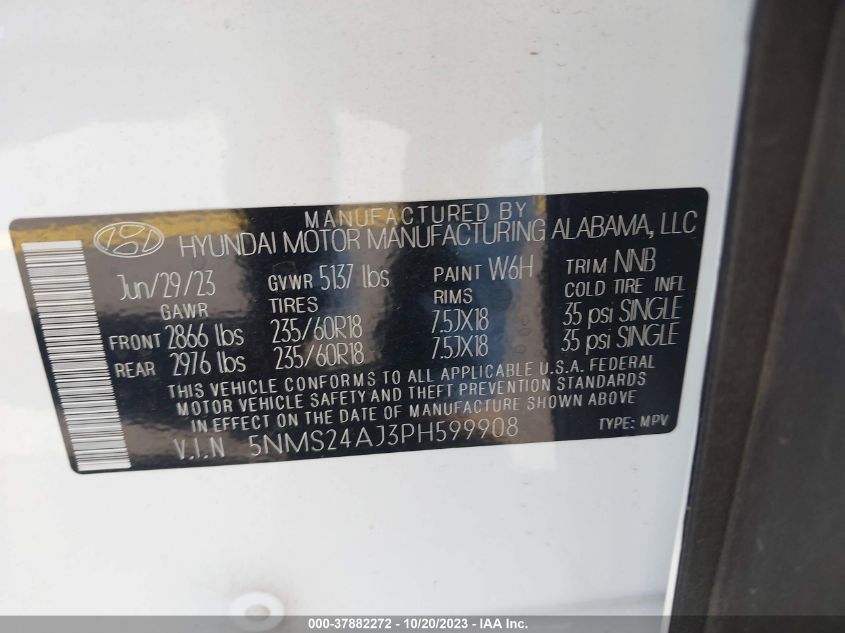 MANUFACTURED BY
HYUNDAI MOTOR MANUFACTURING ALABAMA, LLC
Jun/29/23 GVWR 5137 lbs PAINT W6H TRIM NNB
GAWR TIRES RIMS COLD TIRE INFL
FRONT 2866 lbs 235/60R18 7.5JX18 35 psi SINGLE
REAR 2976 lbs 235/60R18 7.5JX18 35 psi SINGLE
THIS VEHICLE CONFORMS TO ALL APPLICABLE U.S.A. FEDERAL
MOTOR VEHICLE SAFETY AND THEFT PREVENTION STANDARDS
IN EFFECT ON THE DATE OF MANUFACTURE SHOWN ABOVE
V.I.N 5NMS24AJ3PH599908 TYPE: MPV
000-37882272 - 10/20/2023 - IAA Inc.